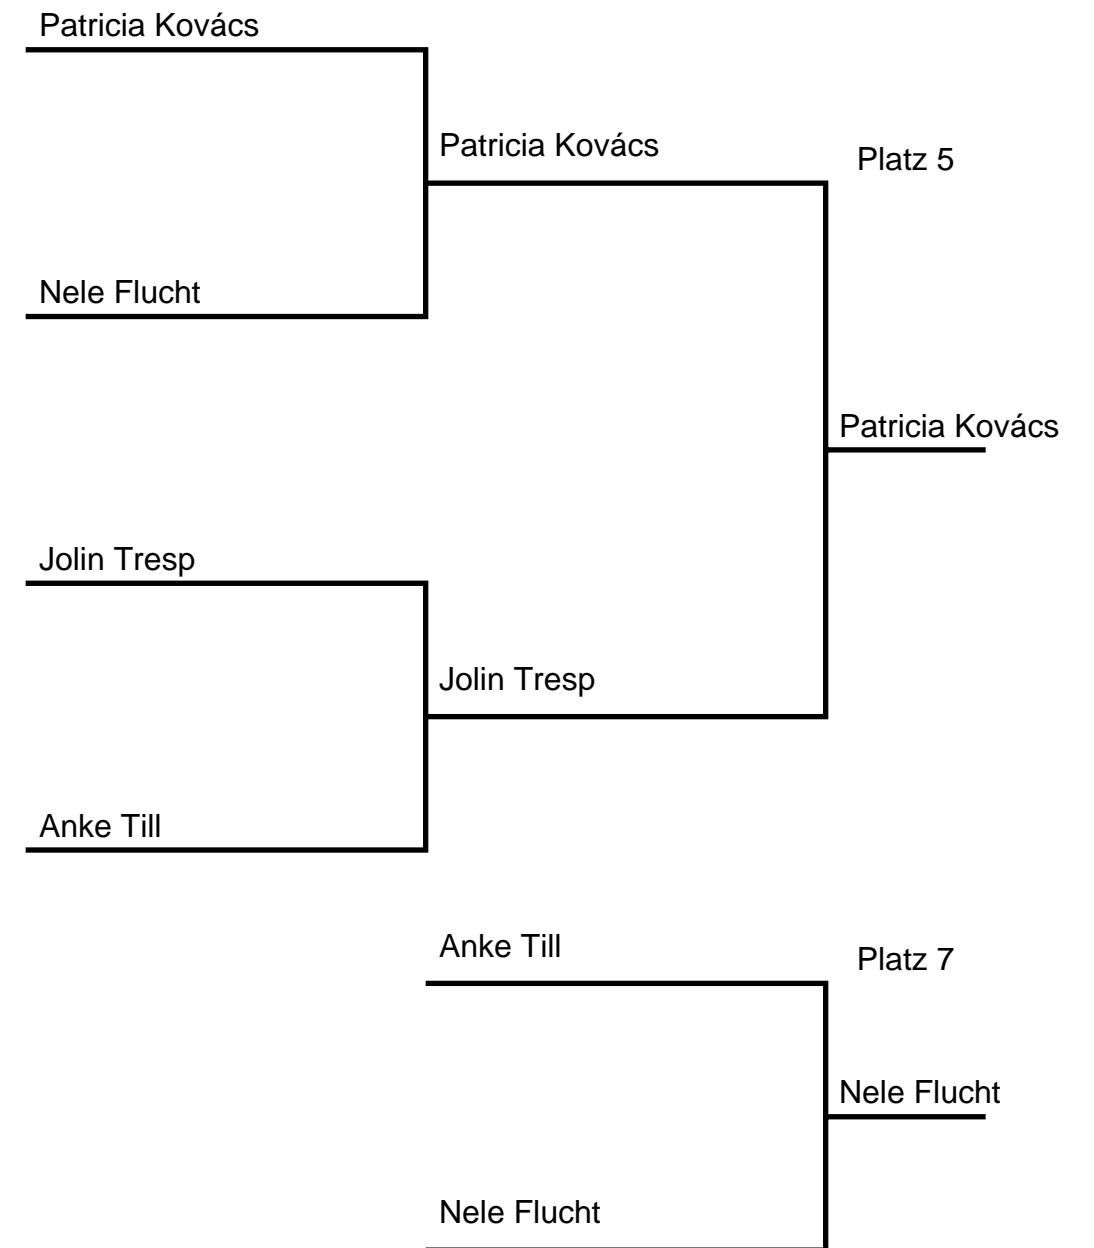 Patricia Kovács
Patricia Kovács
Platz 5
Nele Flucht
Patricia Kovács
Jolin Tresp
Jolin Tresp
Anke Till
Anke Till
Platz 7
Nele Flucht
Nele Flucht